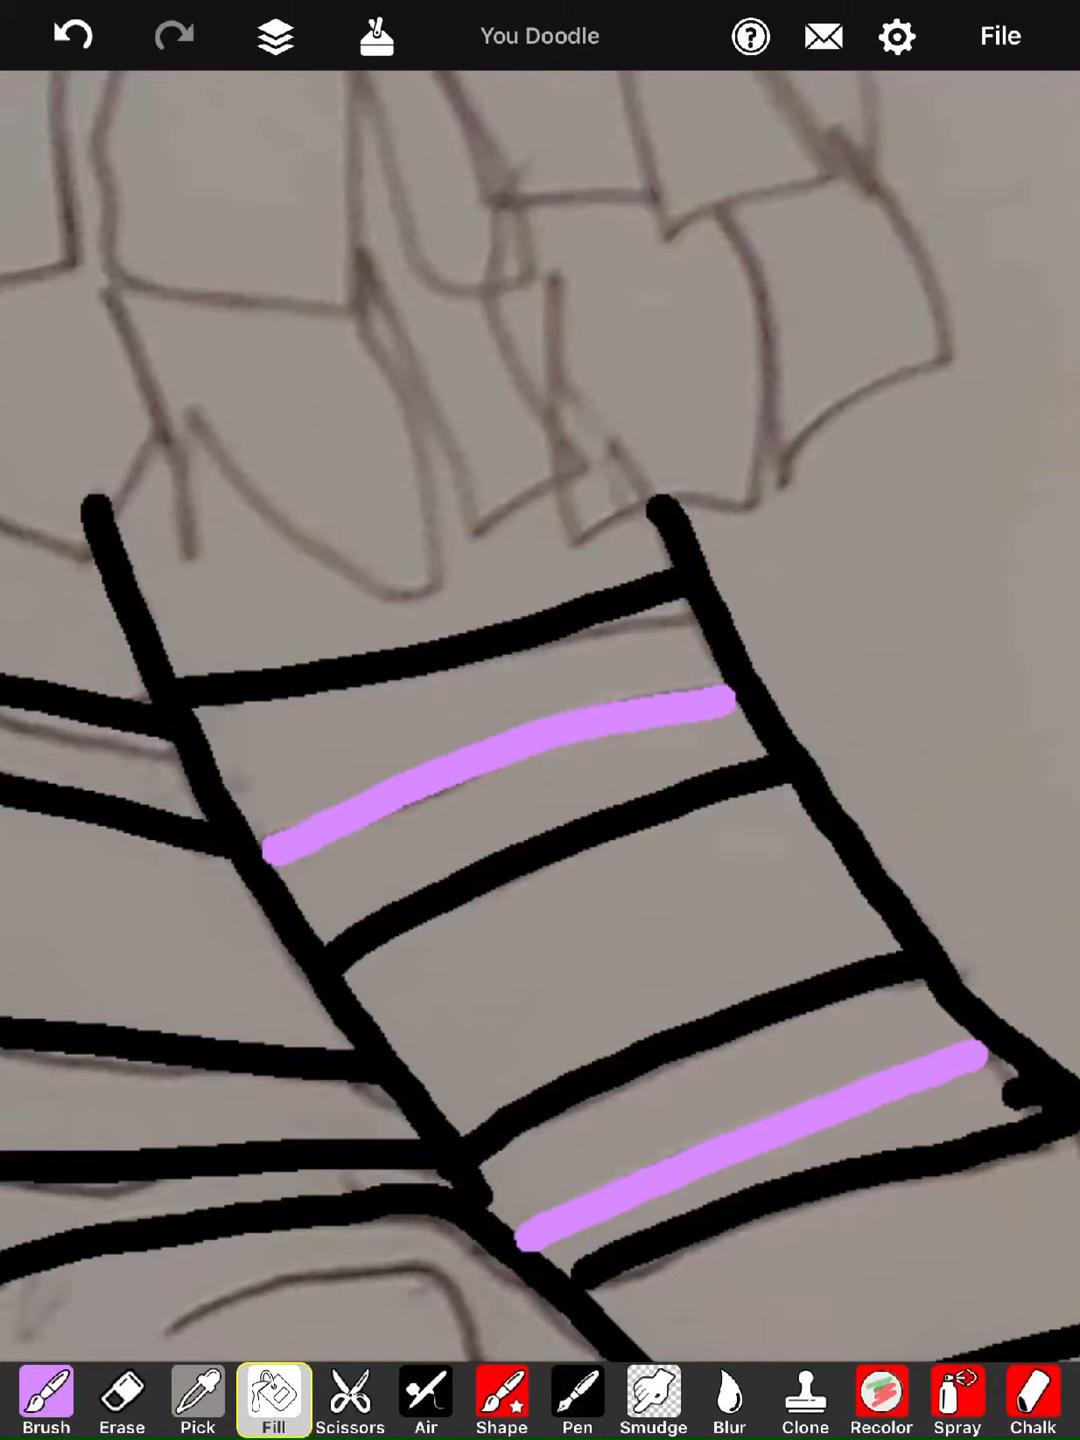 You Doodle
File
Brush Erase Pick Fill Scissors Air Shape Pen Smudge Blur Clone Recolor Spray Chalk